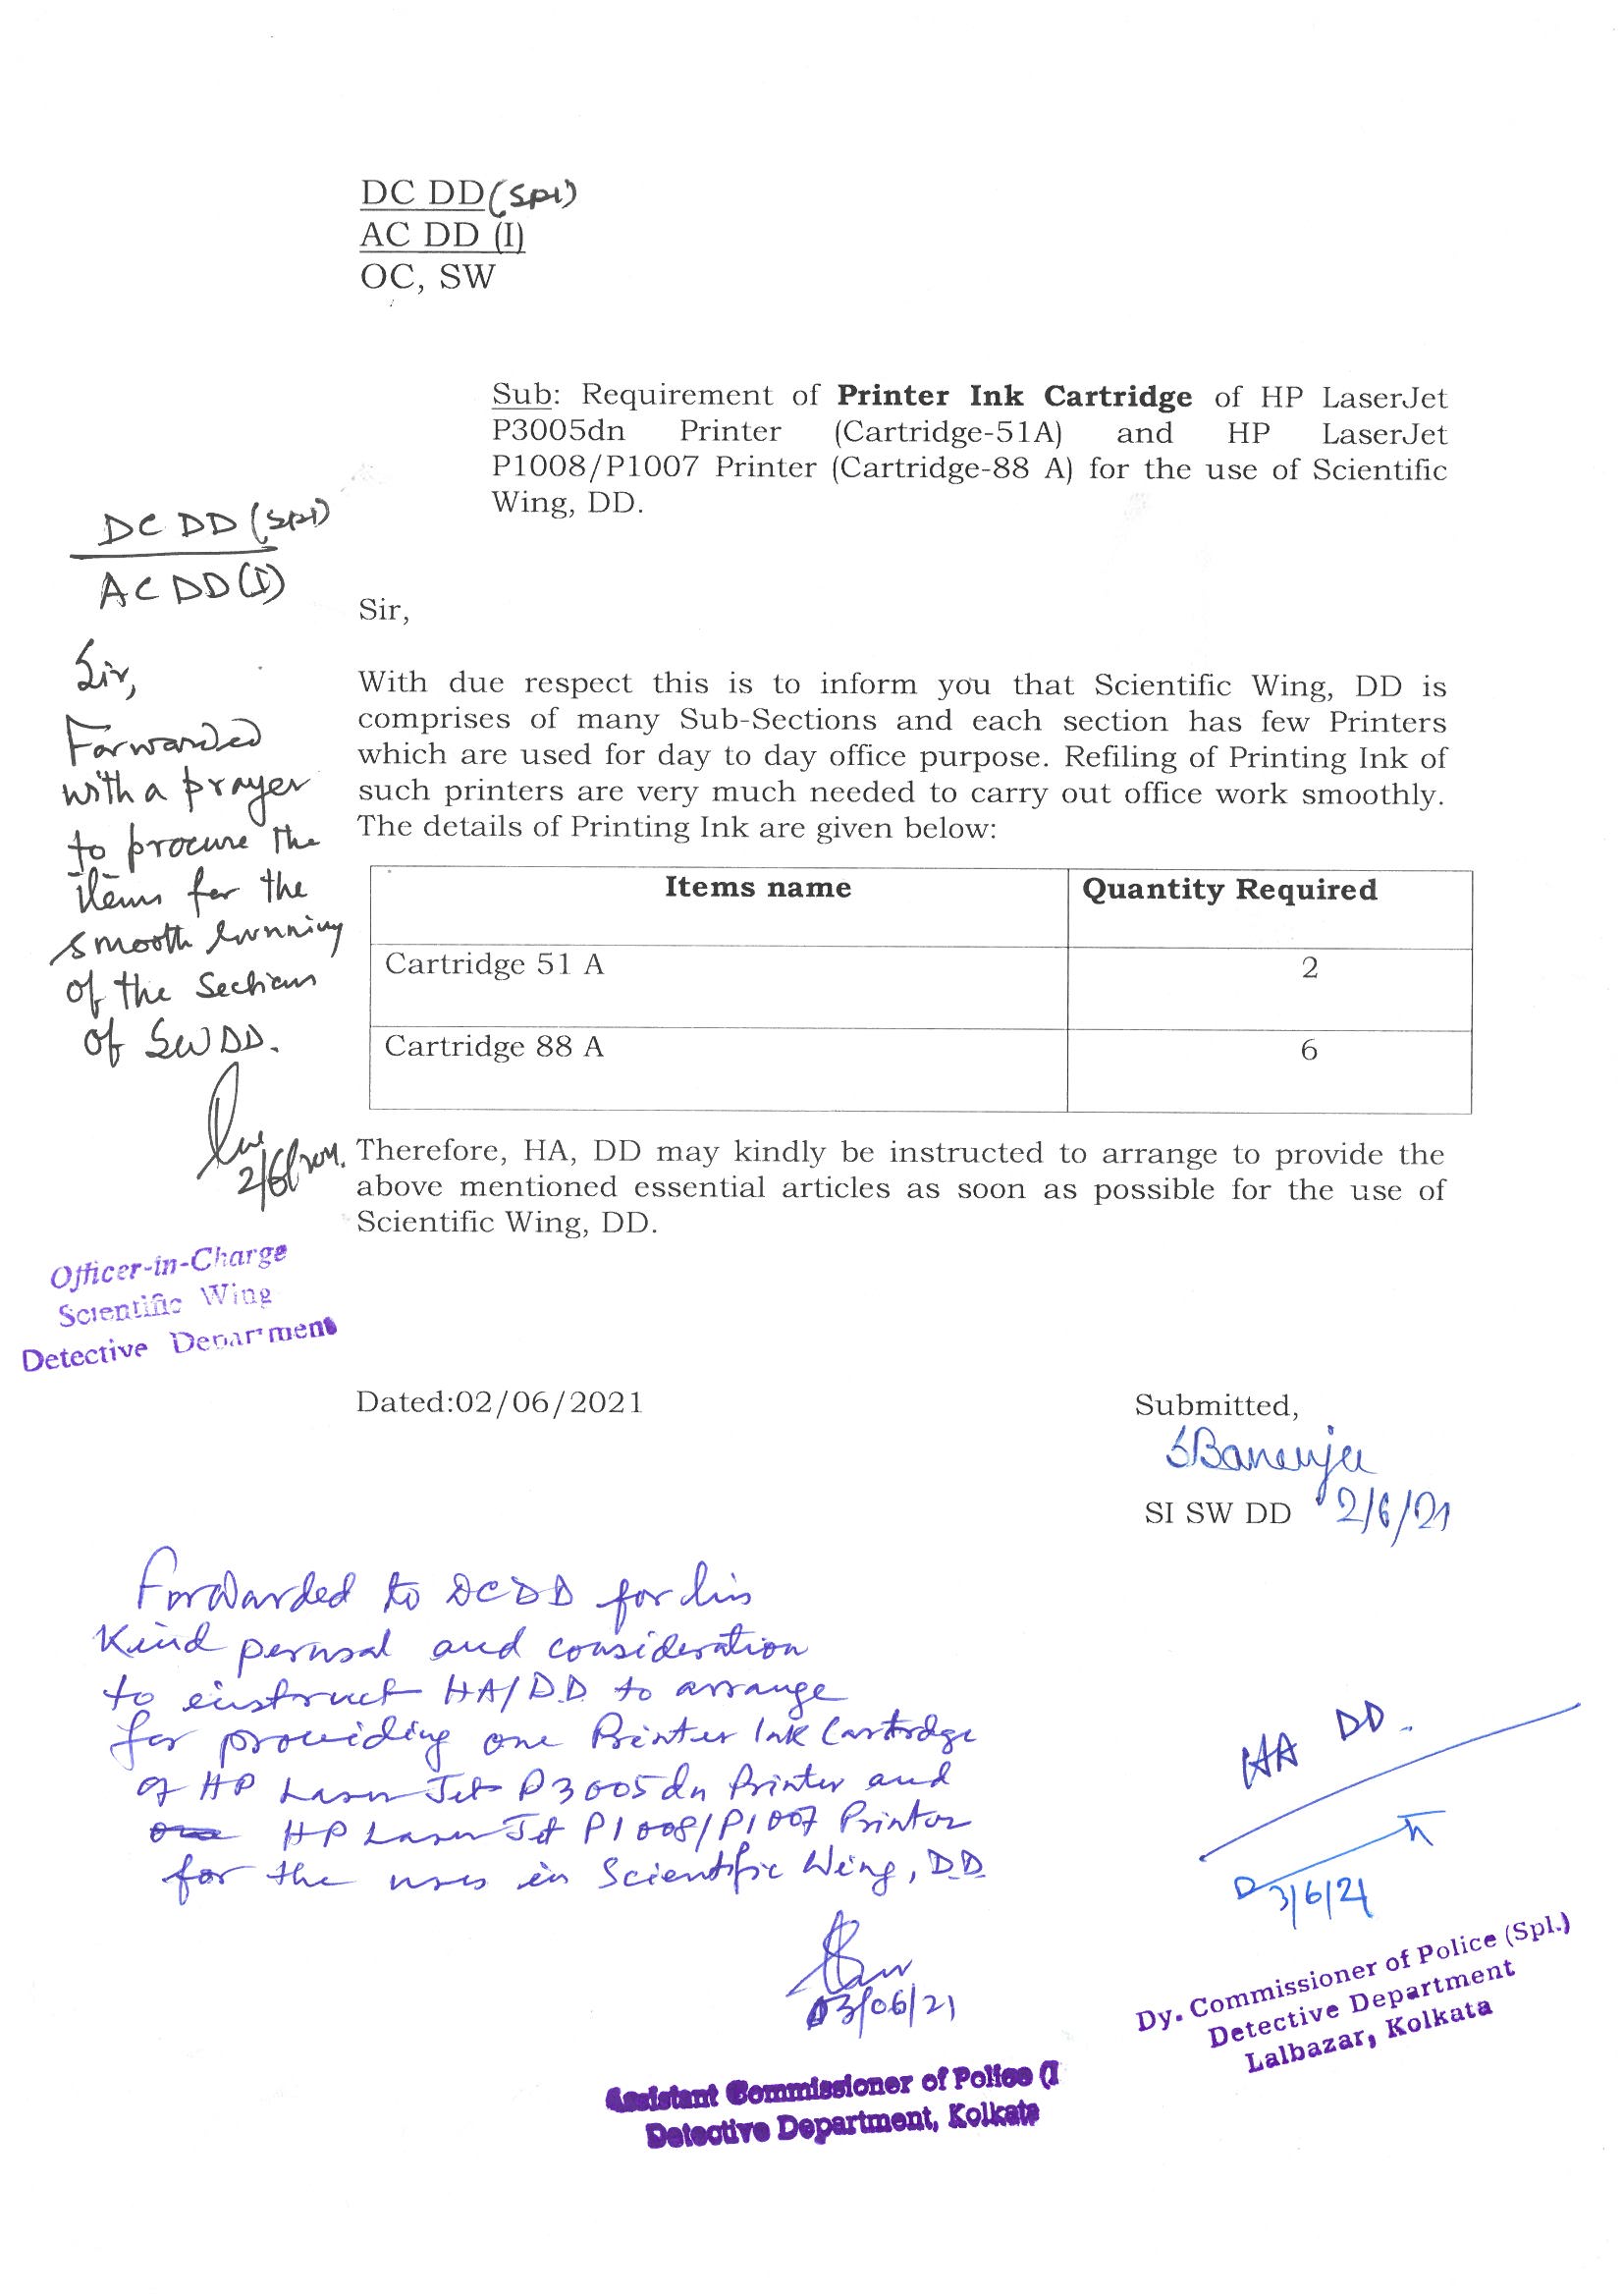 DC DD (Spl)
AC DD (I)
OC, SW
Sub: Requirement of Printer Ink Cartridge of HP LaserJet
P3005dn Printer (Cartridge-51A) and HP LaserJet
P1008/P1007 Printer (Cartridge-88 A) for the use of Scientific
Wing, DD.
DC DD (Spl)
AC DD (I)
Sir,
Forwarded
with a prayer
to procure the
items for the
smooth running
of the Sections
of SW DD.
2/6/2021.
Officer-in-Charge
Scientific Wing
Detective Department
Sir,
With due respect this is to inform you that Scientific Wing, DD is
comprises of many Sub-Sections and each section has few Printers
which are used for day to day office purpose. Refiling of Printing Ink of
such printers are very much needed to carry out office work smoothly.
The details of Printing Ink are given below:
Items name Quantity Required
Cartridge 51 A 2
Cartridge 88 A 6
Therefore, HA, DD may kindly be instructed to arrange to provide the
above mentioned essential articles as soon as possible for the use of
Scientific Wing, DD.
Dated:02/06/2021
Submitted,
SBanerjee
SI SW DD 2/6/21
Forwarded to DCDD for his
Kind perusal and consideration
to instruct HA/D.D to arrange
for providing one Printer Ink Cartridge
of HP Laser Jet P3005dn Printer and
HP Laser Jet P1008/P1007 Printer
for the uses in Scientific Wing, D.D
03/06/21
Assistant Commissioner of Police (I
Detective Department, Kolkata
HA DD.
3/6/21
Dy. Commissioner of Police (Spl.)
Detective Department
Lalbazar, Kolkata